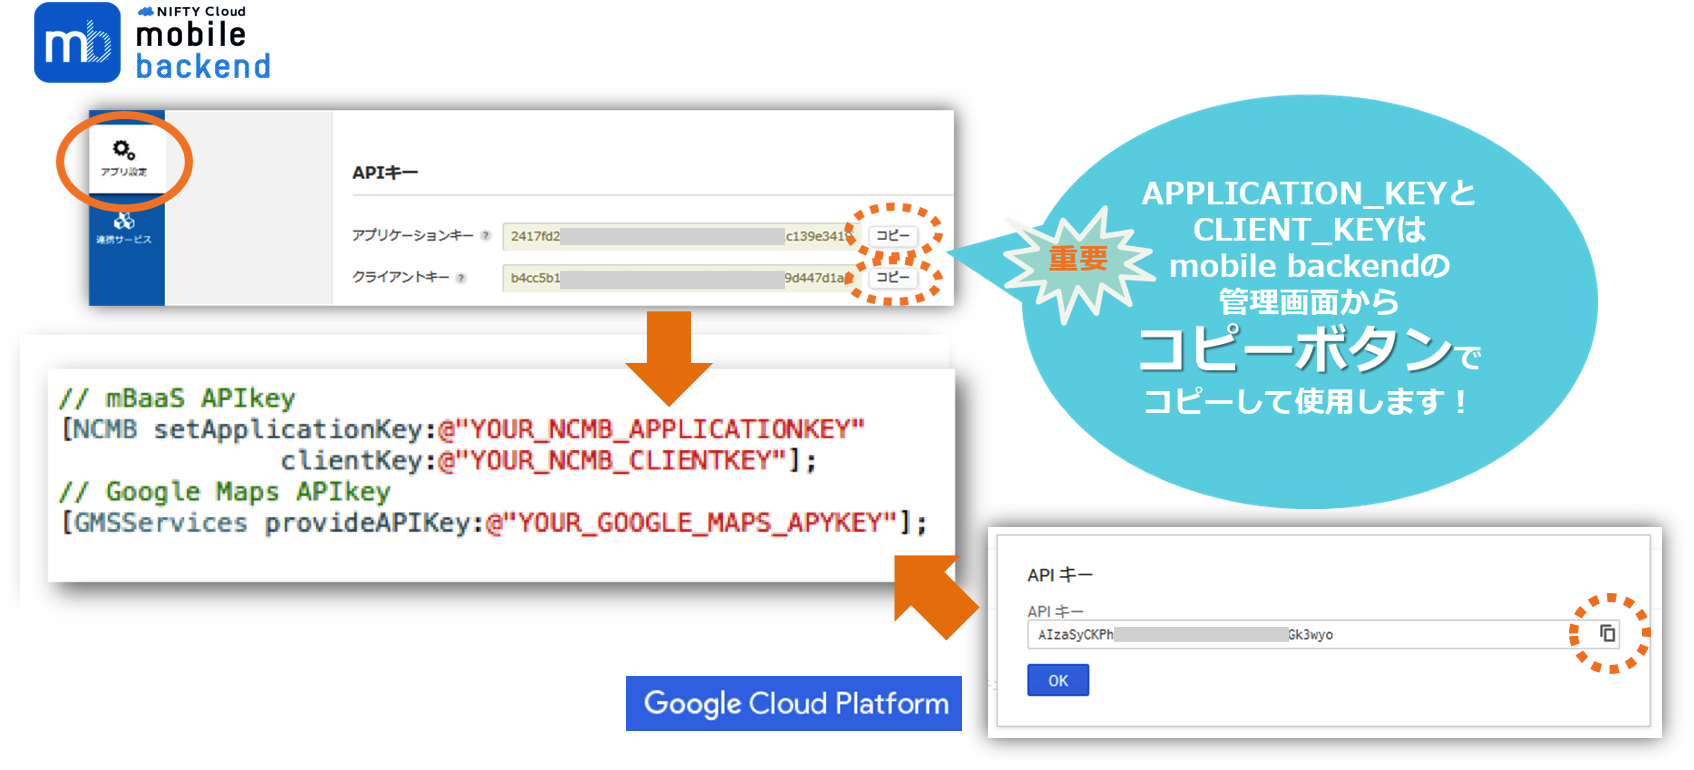 mb
NIFTY Cloud
mobile
backend
アプリ設定
連携サービス
APIキー
アプリケーションキー ? 2417fd2 c139e341 コピー
クライアントキー ? b4cc5b1 9d447d1a コピー
重要
APPLICATION_KEYと
CLIENT_KEYは
mobile backendの
管理画面から
コピーボタンで
コピーして使用します！
// mBaaS APIkey
[NCMB setApplicationKey:@"YOUR_NCMB_APPLICATIONKEY"
clientKey:@"YOUR_NCMB_CLIENTKEY"];
// Google Maps APIkey
[GMSServices provideAPIKey:@"YOUR_GOOGLE_MAPS_APYKEY"];
API キー
API キー
AIzaSyCKPh Gk3wyo
OK
Google Cloud Platform